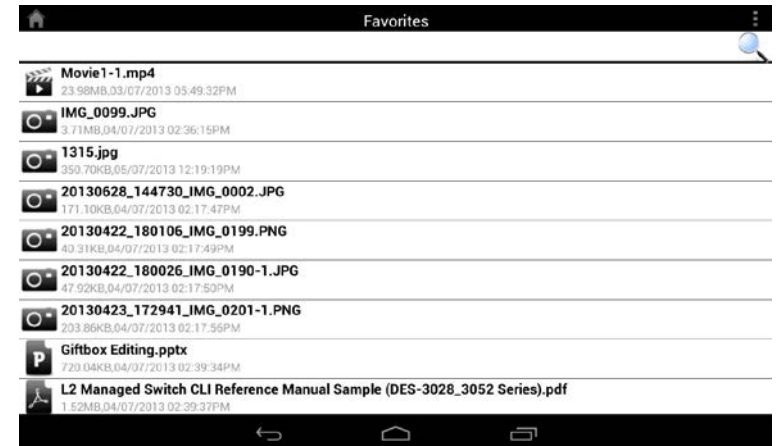 Favorites
Movie1-1.mp4
23.98MB,03/07/2013 05:49:32PM
IMG_0099.JPG
3.71MB,04/07/2013 02:36:15PM
1315.jpg
350.70KB,05/07/2013 12:19:19PM
20130628_144730_IMG_0002.JPG
171.10KB,04/07/2013 02:17:47PM
20130422_180106_IMG_0199.PNG
40.31KB,04/07/2013 02:17:49PM
20130422_180026_IMG_0190-1.JPG
47.92KB,04/07/2013 02:17:50PM
20130423_172941_IMG_0201-1.PNG
203.86KB,04/07/2013 02:17:56PM
Giftbox Editing.pptx
720.04KB,04/07/2013 02:39:34PM
L2 Managed Switch CLI Reference Manual Sample (DES-3028_3052 Series).pdf
1.52MB,04/07/2013 02:39:37PM